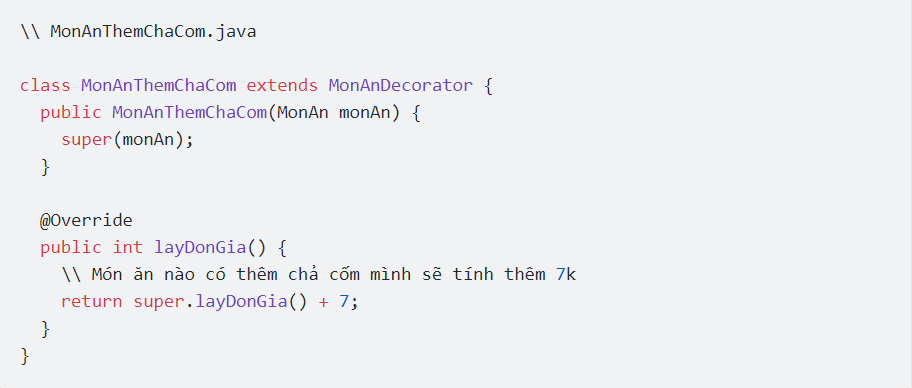 \\ MonAnThemChaCom.java
class MonAnThemChaCom extends MonAnDecorator {
public MonAnThemChaCom(MonAn monAn) {
super(monAn);
}
@Override
public int layDonGia() {
\\ Món ăn nào có thêm chả cốm mình sẽ tính thêm 7k
return super.layDonGia() + 7;
}
}